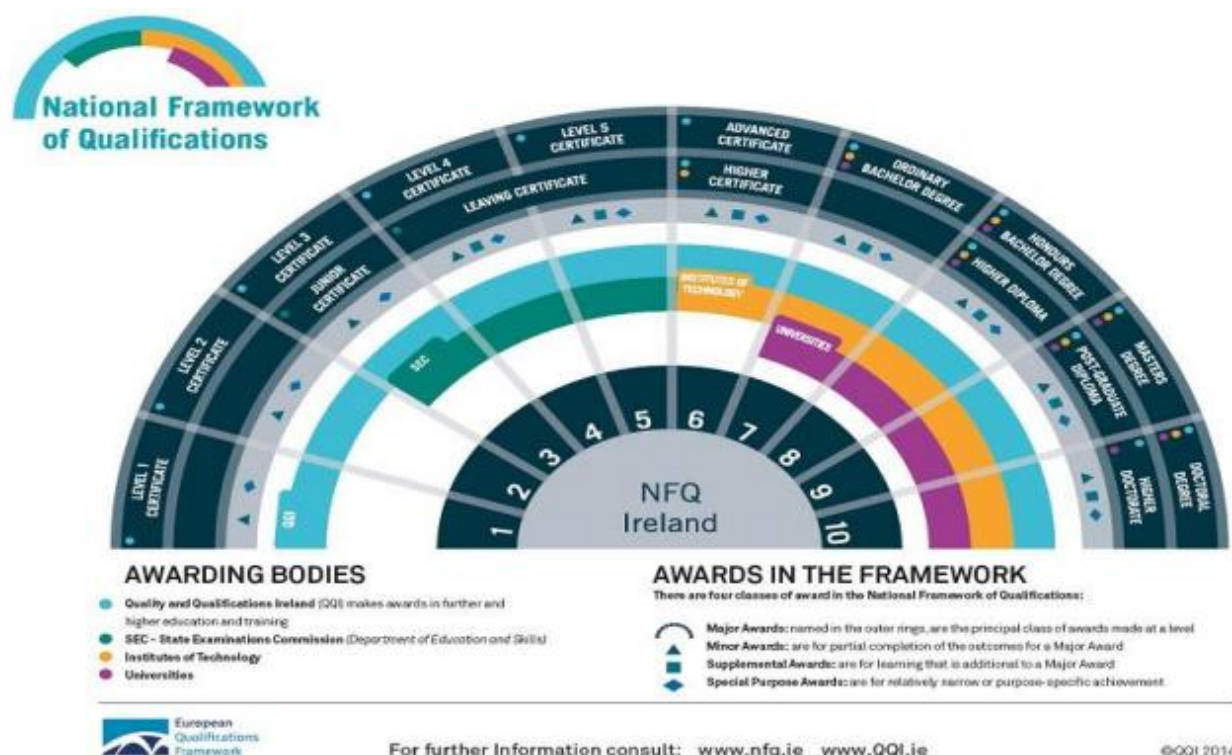 National Framework
of Qualifications
LEVEL 1
CERTIFICATE
LEVEL 2
CERTIFICATE
LEVEL 3
CERTIFICATE
JUNIOR
CERTIFICATE
LEVEL 4
CERTIFICATE
LEAVING CERTIFICATE
LEVEL 5
CERTIFICATE
ADVANCED
CERTIFICATE
HIGHER
CERTIFICATE
ORDINARY
BACHELOR DEGREE
HONOURS
BACHELOR DEGREE
HIGHER DIPLOMA
MASTERS
DEGREE
POST-GRADUATE
DIPLOMA
DOCTORAL
DEGREE
HIGHER
DOCTORATE
QQI
SEC
INSTITUTES OF
TECHNOLOGY
UNIVERSITIES
1
2
3
4
5
6
7
8
9
10
NFQ
Ireland
AWARDING BODIES
Quality and Qualifications Ireland (QQI) makes awards in further and
higher education and training
SEC - State Examinations Commission (Department of Education and Skills)
Institutes of Technology
Universities
AWARDS IN THE FRAMEWORK
There are four classes of award in the National Framework of Qualifications:
Major Awards: named in the outer rings, are the principal class of awards made at a level
Minor Awards: are for partial completion of the outcomes for a Major Award
Supplemental Awards: are for learning that is additional to a Major Award
Special Purpose Awards: are for relatively narrow or purpose-specific achievement
European
Qualifications
Framework
For further Information consult: www.nfq.ie www.QQI.ie
©QQI